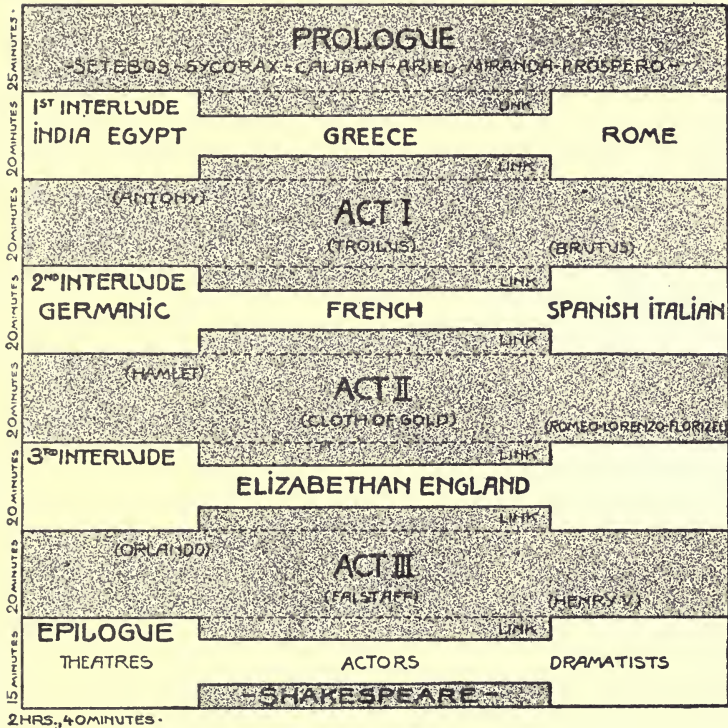 25 MINUTES.
PROLOGUE
-SETEBOS-SYCORAX-CALIBAN-ARIEL-MIRANDA-PROSPERO-
20 MINUTES
1ST INTERLUDE
LINK
INDIA EGYPT GREECE ROME
LINK
20 MINUTES
(ANTONY)
ACT I
(TROILUS) (BRUTUS)
20 MINUTES
2ND INTERLUDE
LINK
GERMANIC FRENCH SPANISH ITALIAN
LINK
20 MINUTES
(HAMLET)
ACT II
(CLOTH OF GOLD) (ROMEO-LORENZO-FLORIZEL)
20 MINUTES
3RD INTERLUDE
LINK
ELIZABETHAN ENGLAND
LINK
20 MINUTES
(ORLANDO)
ACT III
(FALSTAFF) (HENRY V.)
15 MINUTES
EPILOGUE
LINK
THEATRES ACTORS DRAMATISTS
-SHAKESPEARE-
2 HRS., 40 MINUTES.